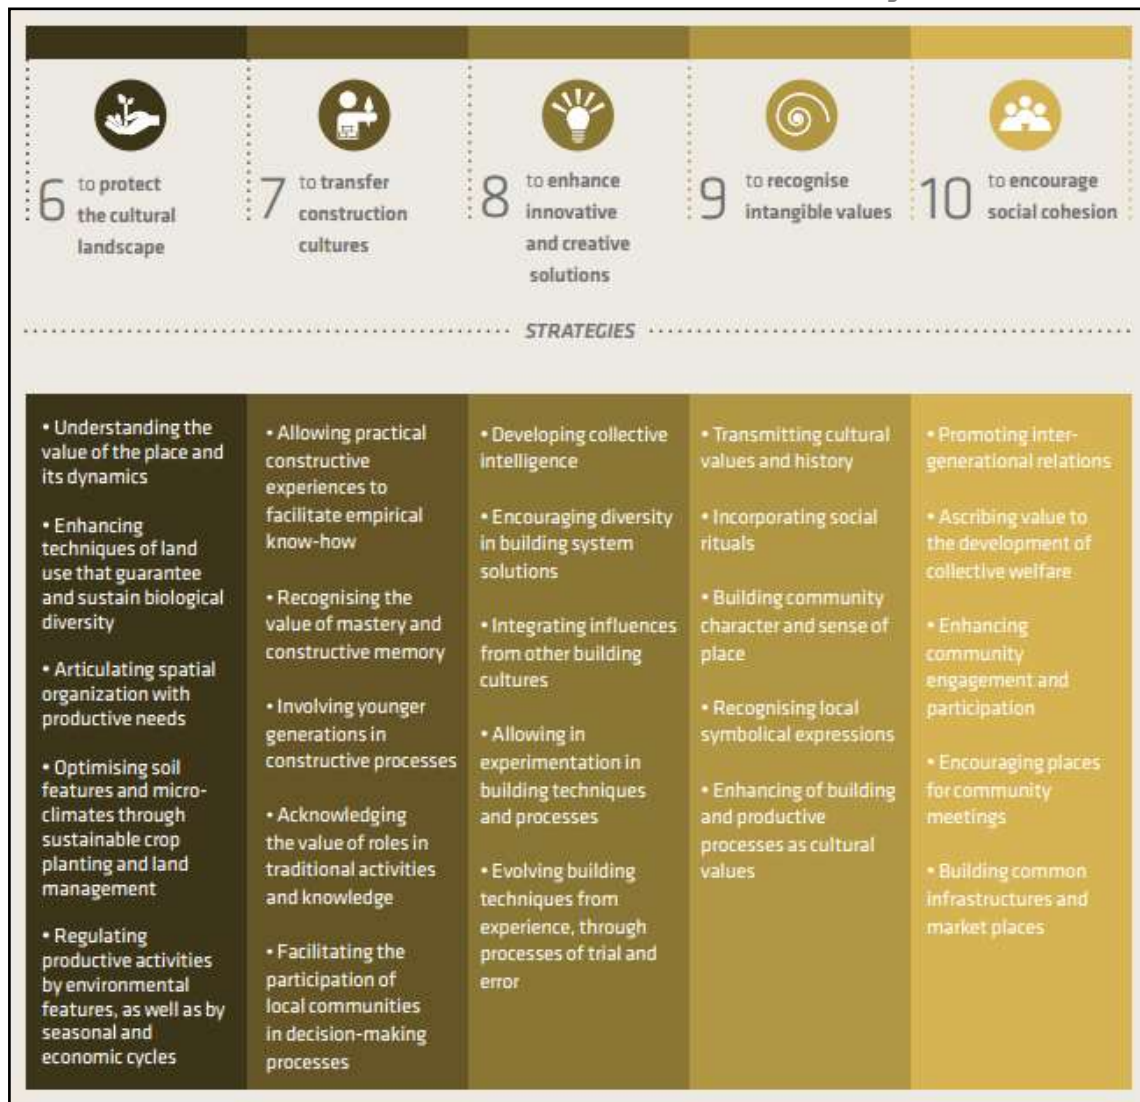 6 to protect
the cultural
landscape
7 to transfer
construction
cultures
8 to enhance
innovative
and creative
solutions
9 to recognise
intangible values
10 to encourage
social cohesion
STRATEGIES
• Understanding the
value of the place and
its dynamics
• Enhancing
techniques of land
use that guarantee
and sustain biological
diversity
• Articulating spatial
organization with
productive needs
• Optimising soil
features and micro-
climates through
sustainable crop
planting and land
management
• Regulating
productive activities
by environmental
features, as well as by
seasonal and
economic cycles
• Allowing practical
constructive
experiences to
facilitate empirical
know-how
• Recognising the
value of mastery and
constructive memory
• Involving younger
generations in
constructive processes
• Acknowledging
the value of roles in
traditional activities
and knowledge
• Facilitating the
participation of
local communities
in decision-making
processes
• Developing collective
intelligence
• Encouraging diversity
in building system
solutions
• Integrating influences
from other building
cultures
• Allowing in
experimentation in
building techniques
and processes
• Evolving building
techniques from
experience, through
processes of trial and
error
• Transmitting cultural
values and history
• Incorporating social
rituals
• Building community
character and sense of
place
• Recognising local
symbolical expressions
• Enhancing of building
and productive
processes as cultural
values
• Promoting inter-
generational relations
• Ascribing value to
the development of
collective welfare
• Enhancing
community
engagement and
participation
• Encouraging places
for community
meetings
• Building common
infrastructures and
market places